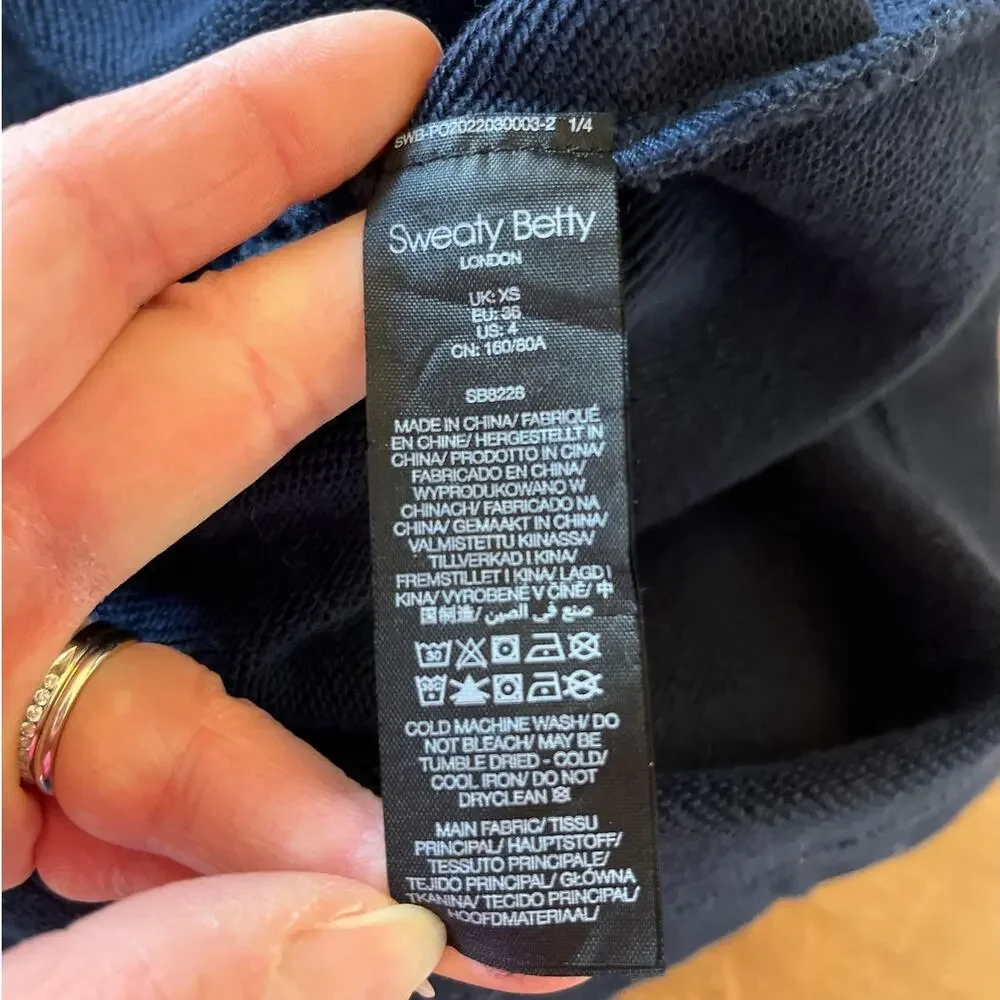 SWB-PO2022030003-2 1/4
Sweaty Betty
LONDON
UK: XS
EU: 36
US: 4
CN: 160/80A
SB8228
MADE IN CHINA/ FABRIQUÉ
EN CHINE/ HERGESTELLT IN
CHINA/ PRODOTTO IN CINA/
FABRICADO EN CHINA/
WYPRODUKOWANO W
CHINACH/ FABRICADO NA
CHINA/ GEMAAKT IN CHINA/
VALMISTETTU KIINASSA/
TILLVERKAD I KINA/
FREMSTILLET I KINA/ LAGD I
KINA/ VYROBENÉ V CÍNĚ/ 中
国制造/ صنع في الصين
30
30C
COLD MACHINE WASH/ DO
NOT BLEACH/ MAY BE
TUMBLE DRIED - COLD/
COOL IRON/ DO NOT
DRYCLEAN
MAIN FABRIC/ TISSU
PRINCIPAL/ HAUPTSTOFF/
TESSUTO PRINCIPALE/
TEJIDO PRINCIPAL/ GŁÓWNA
TKANINA/ TECIDO PRINCIPAL/
HOOFDMATERIAAL/